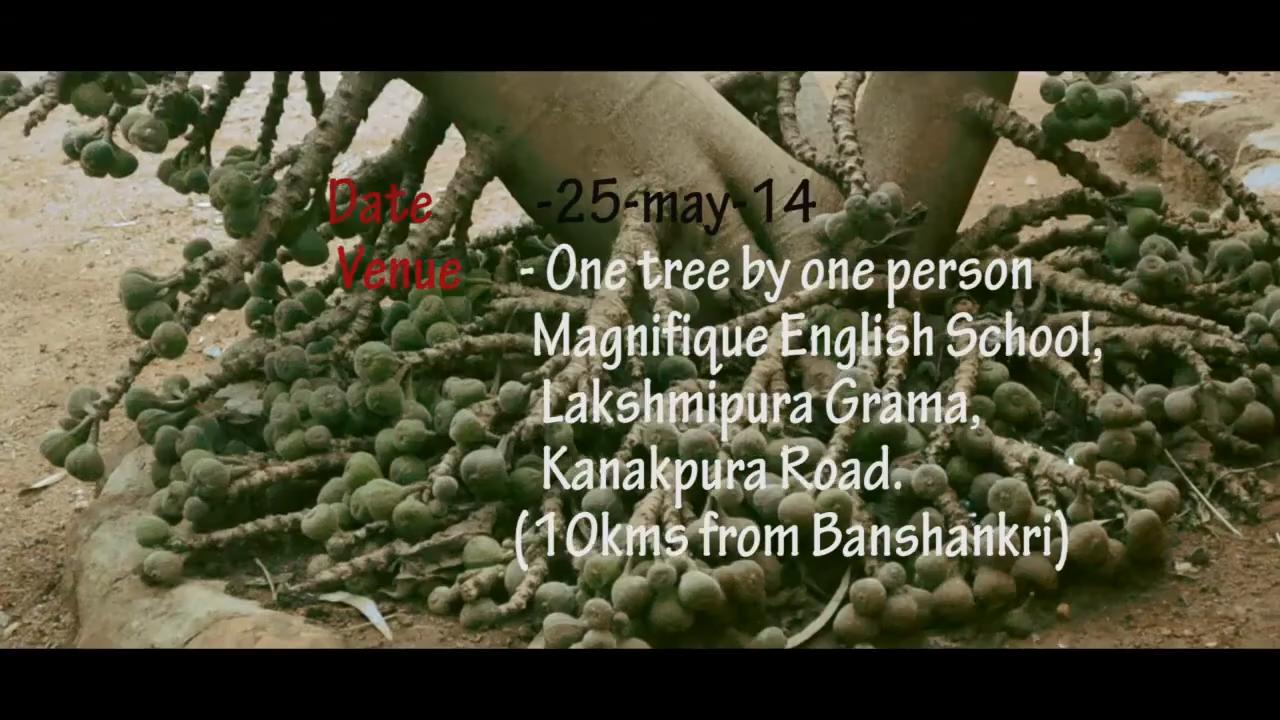 Date -25-may-14
Venue - One tree by one person
Magnifique English School,
Lakshmipura Grama,
Kanakpura Road.
(10kms from Banshankri)